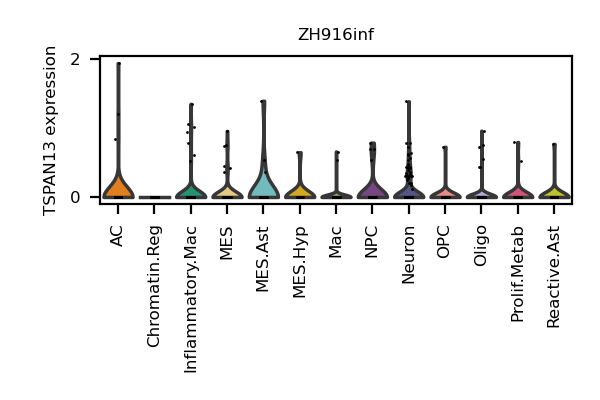 ZH916inf
TSPAN13 expression
2
0
AC
Chromatin.Reg
Inflammatory.Mac
MES
MES.Ast
MES.Hyp
Mac
NPC
Neuron
OPC
Oligo
Prolif.Metab
Reactive.Ast